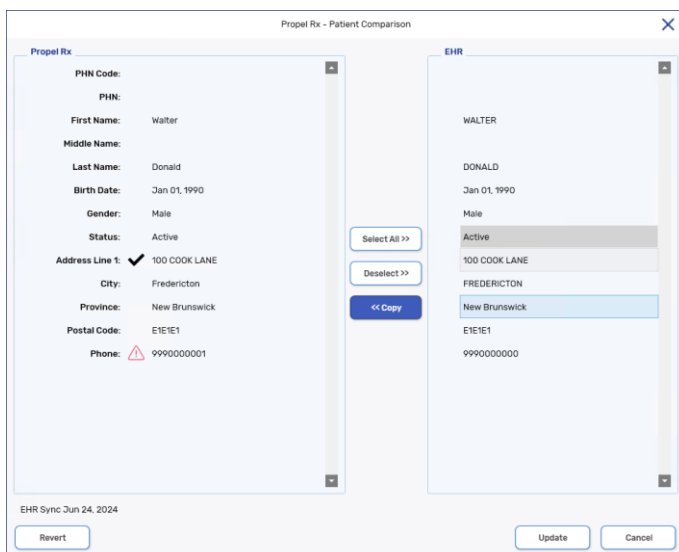 Propel Rx - Patient Comparison
Propel Rx
EHR
PHN Code:
PHN:
First Name: Walter WALTER
Middle Name:
Last Name: Donald DONALD
Birth Date: Jan 01, 1990 Jan 01, 1990
Gender: Male Male
Status: Active Active
Select All >>
Address Line 1: 100 COOK LANE 100 COOK LANE
Deselect >>
City: Fredericton FREDERICTON
Province: New Brunswick New Brunswick
<< Copy
Postal Code: E1E1E1 E1E1E1
Phone: 9990000001 9990000000
EHR Sync Jun 24, 2024
Revert Update Cancel